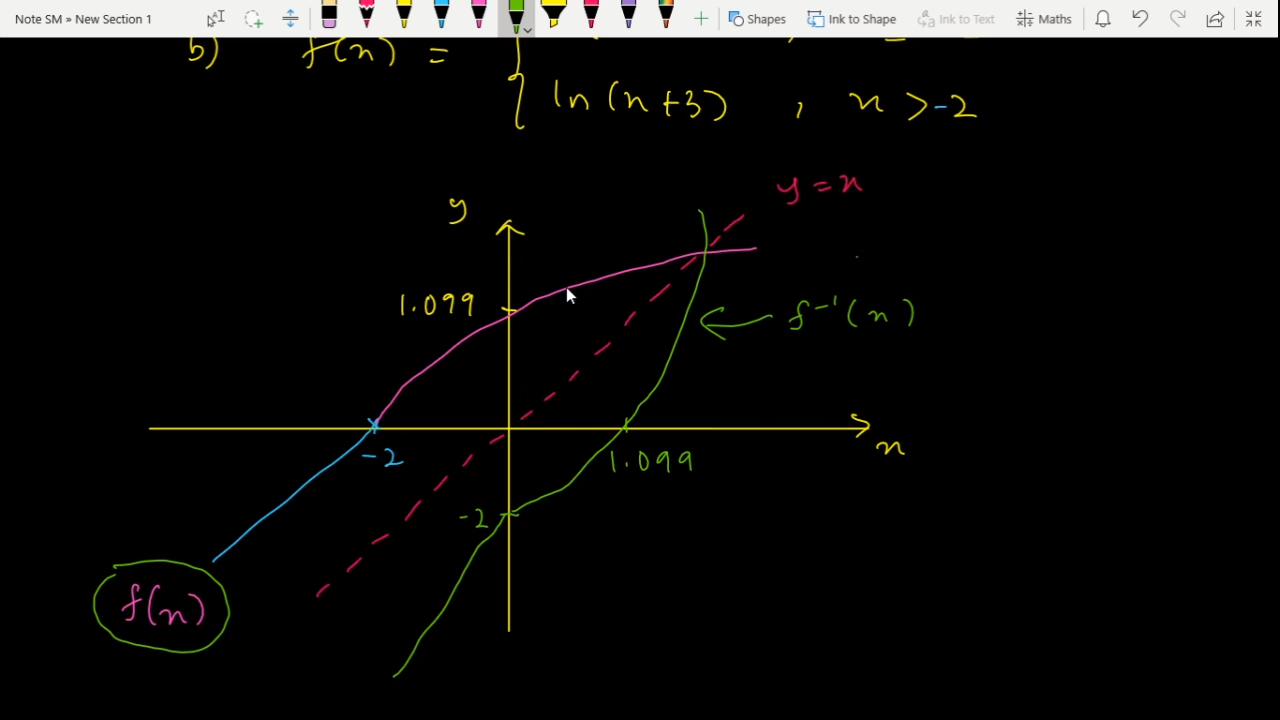 Note SM » New Section 1
Shapes
Ink to Shape
Ink to Text
Maths
b) f(x) = {
ln(x+3) , x > -2
y = x
y
1.099
f⁻¹(x)
x
-2
1.099
-2
f(x)